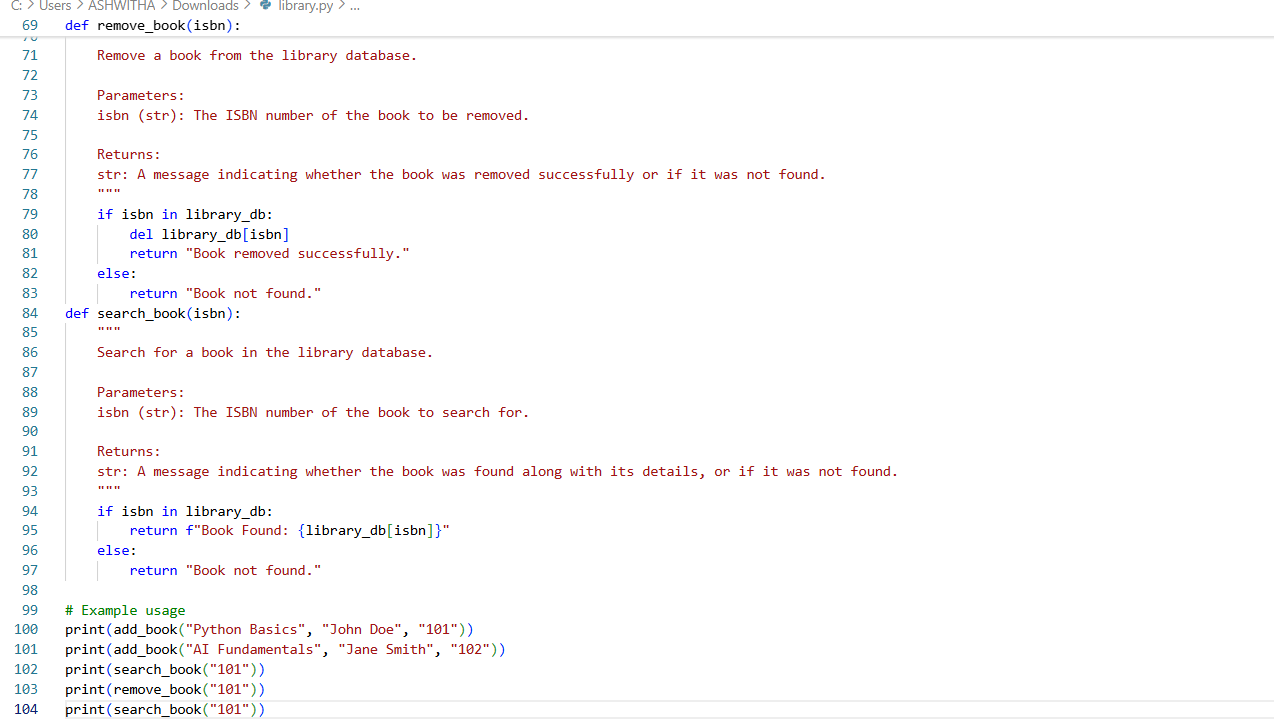 C: > Users > ASHWITHA > Downloads > library.py > ...
69 def remove_book(isbn):
71     Remove a book from the library database.
72
73     Parameters:
74     isbn (str): The ISBN number of the book to be removed.
75
76     Returns:
77     str: A message indicating whether the book was removed successfully or if it was not found.
78     """
79     if isbn in library_db:
80         del library_db[isbn]
81         return "Book removed successfully."
82     else:
83         return "Book not found."
84 def search_book(isbn):
85     """
86     Search for a book in the library database.
87
88     Parameters:
89     isbn (str): The ISBN number of the book to search for.
90
91     Returns:
92     str: A message indicating whether the book was found along with its details, or if it was not found.
93     """
94     if isbn in library_db:
95         return f"Book Found: {library_db[isbn]}"
96     else:
97         return "Book not found."
98
99 # Example usage
100 print(add_book("Python Basics", "John Doe", "101"))
101 print(add_book("AI Fundamentals", "Jane Smith", "102"))
102 print(search_book("101"))
103 print(remove_book("101"))
104 print(search_book("101"))